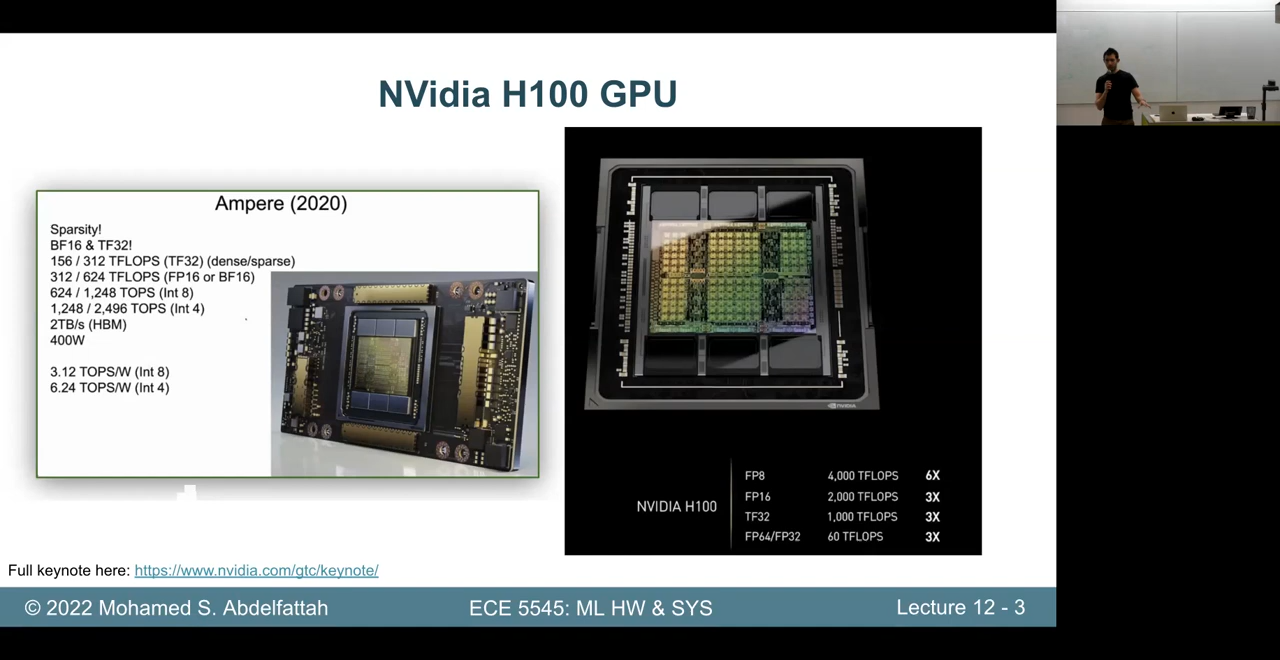 NVidia H100 GPU
Ampere (2020)
Sparsity!
BF16 & TF32!
156 / 312 TFLOPS (TF32) (dense/sparse)
312 / 624 TFLOPS (FP16 or BF16)
624 / 1,248 TOPS (Int 8)
1,248 / 2,496 TOPS (Int 4)
2TB/s (HBM)
400W
3.12 TOPS/W (Int 8)
6.24 TOPS/W (Int 4)
NVIDIA
NVIDIA H100
FP8 4,000 TFLOPS 6X
FP16 2,000 TFLOPS 3X
TF32 1,000 TFLOPS 3X
FP64/FP32 60 TFLOPS 3X
Full keynote here: https://www.nvidia.com/gtc/keynote/
© 2022 Mohamed S. Abdelfattah ECE 5545: ML HW & SYS Lecture 12 - 3